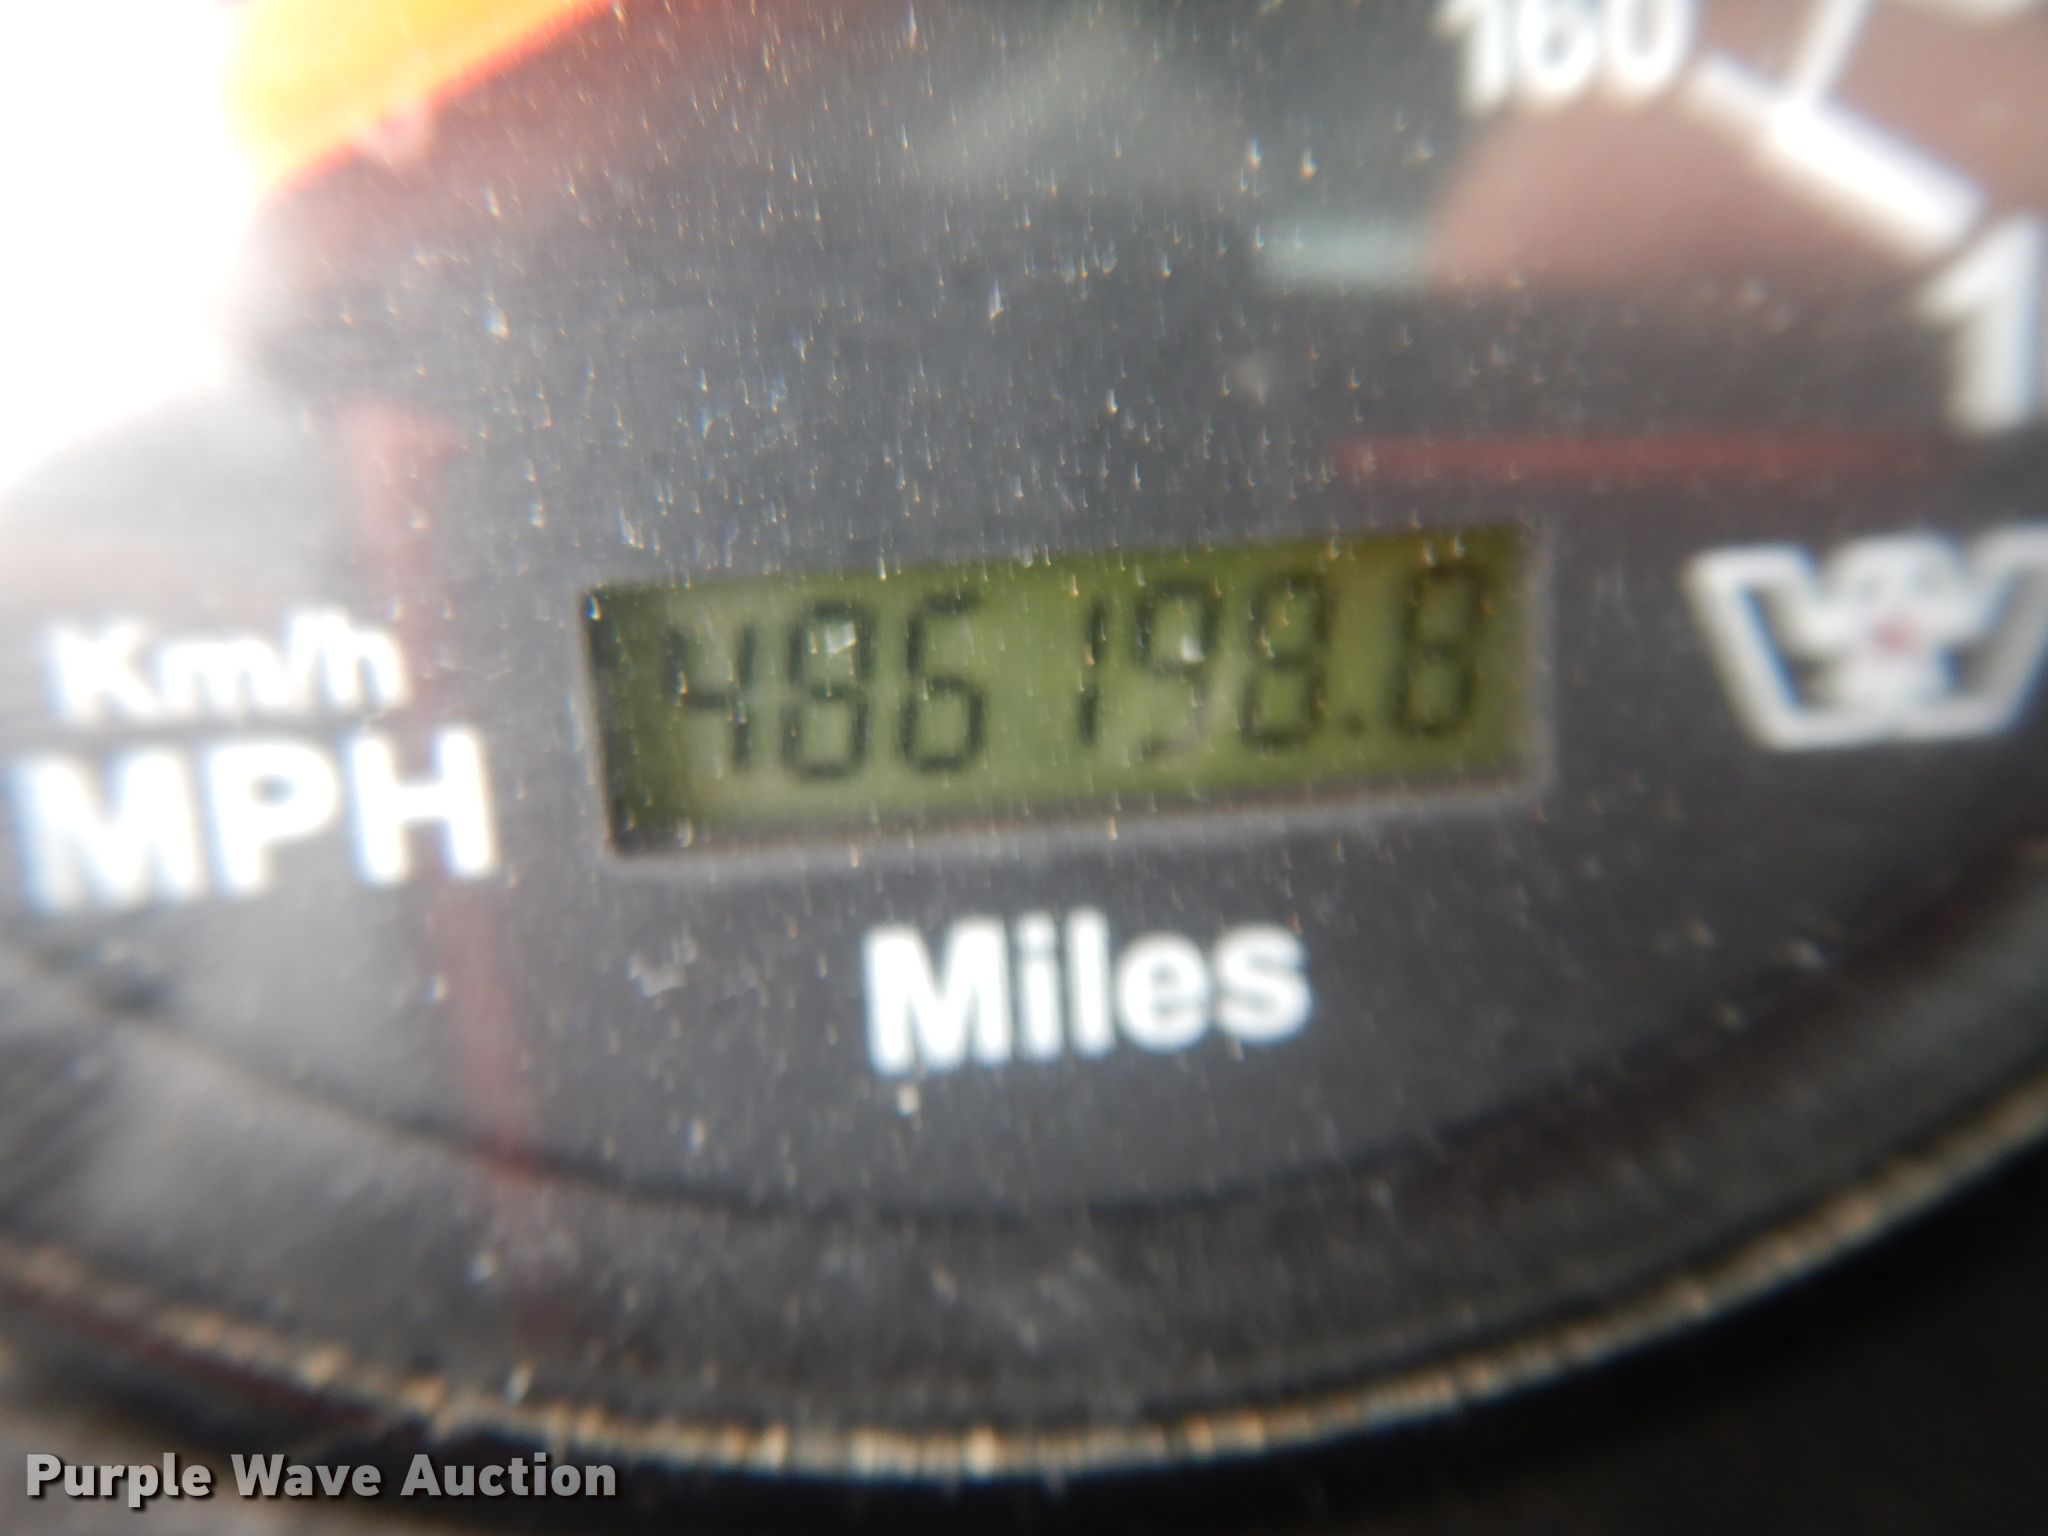 160
1
Km/h
MPH
486198.8
Miles
Purple Wave Auction